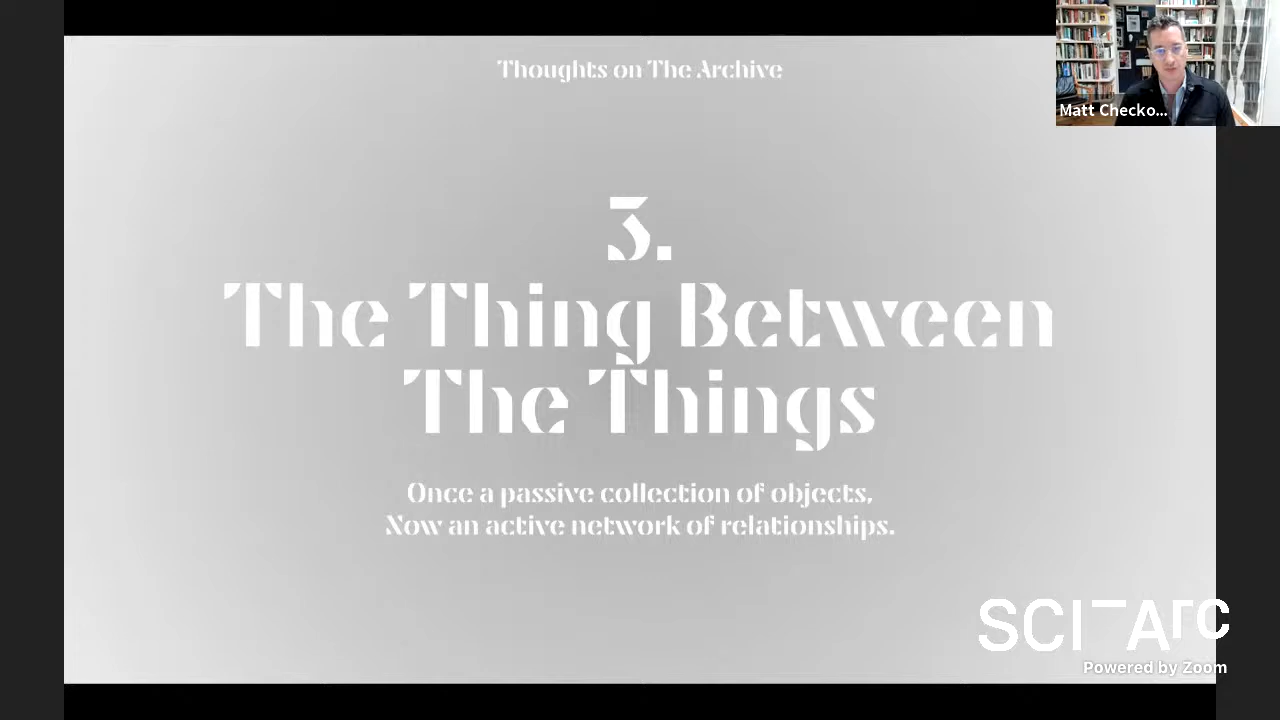 Thoughts on The Archive
Matt Checko...
3.
The Thing Between
The Things
Once a passive collection of objects,
Now an active network of relationships.
SCI-Arc
Powered by Zoom